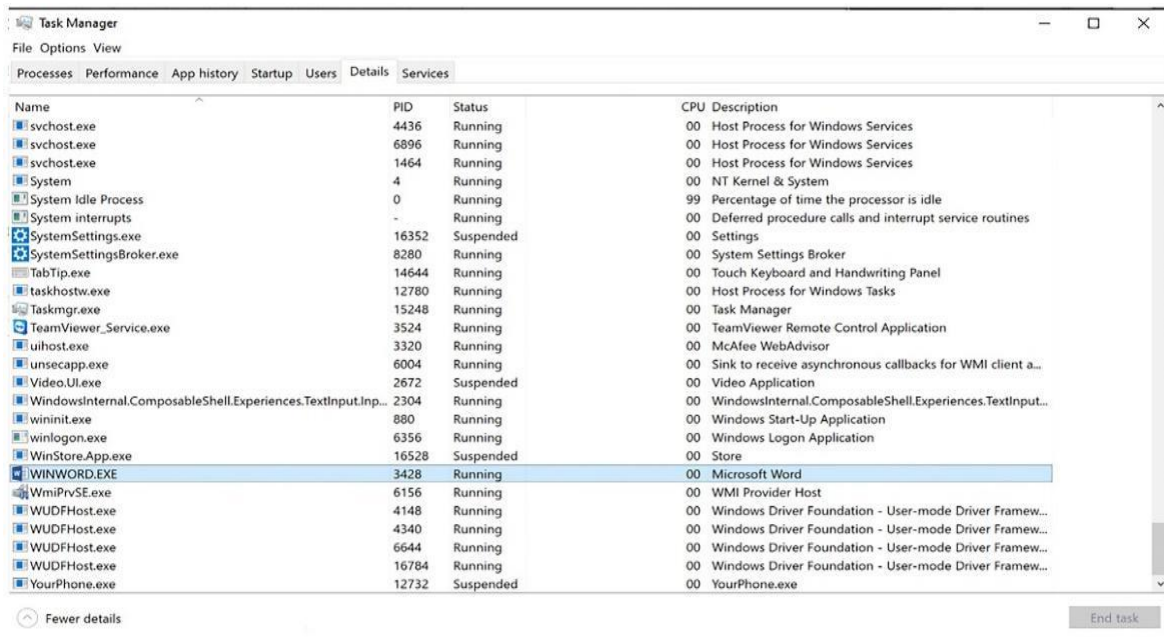 Task Manager
File Options View
Processes Performance App history Startup Users Details Services
Name PID Status CPU Description
svchost.exe 4436 Running 00 Host Process for Windows Services
svchost.exe 6896 Running 00 Host Process for Windows Services
svchost.exe 1464 Running 00 Host Process for Windows Services
System 4 Running 00 NT Kernel & System
System Idle Process 0 Running 99 Percentage of time the processor is idle
System interrupts - Running 00 Deferred procedure calls and interrupt service routines
SystemSettings.exe 16352 Suspended 00 Settings
SystemSettingsBroker.exe 8280 Running 00 System Settings Broker
TabTip.exe 14644 Running 00 Touch Keyboard and Handwriting Panel
taskhostw.exe 12780 Running 00 Host Process for Windows Tasks
Taskmgr.exe 15248 Running 00 Task Manager
TeamViewer_Service.exe 3524 Running 00 TeamViewer Remote Control Application
uihost.exe 3320 Running 00 McAfee WebAdvisor
unsecapp.exe 6004 Running 00 Sink to receive asynchronous callbacks for WMI client a...
Video.UI.exe 2672 Suspended 00 Video Application
WindowsInternal.ComposableShell.Experiences.TextInput.Inp... 2304 Running 00 WindowsInternal.ComposableShell.Experiences.TextInput...
wininit.exe 880 Running 00 Windows Start-Up Application
winlogon.exe 6356 Running 00 Windows Logon Application
WinStore.App.exe 16528 Suspended 00 Store
WINWORD.EXE 3428 Running 00 Microsoft Word
WmiPrvSE.exe 6156 Running 00 WMI Provider Host
WUDFHost.exe 4148 Running 00 Windows Driver Foundation - User-mode Driver Framew...
WUDFHost.exe 4340 Running 00 Windows Driver Foundation - User-mode Driver Framew...
WUDFHost.exe 6644 Running 00 Windows Driver Foundation - User-mode Driver Framew...
WUDFHost.exe 16784 Running 00 Windows Driver Foundation - User-mode Driver Framew...
YourPhone.exe 12732 Suspended 00 YourPhone.exe
Fewer details End task